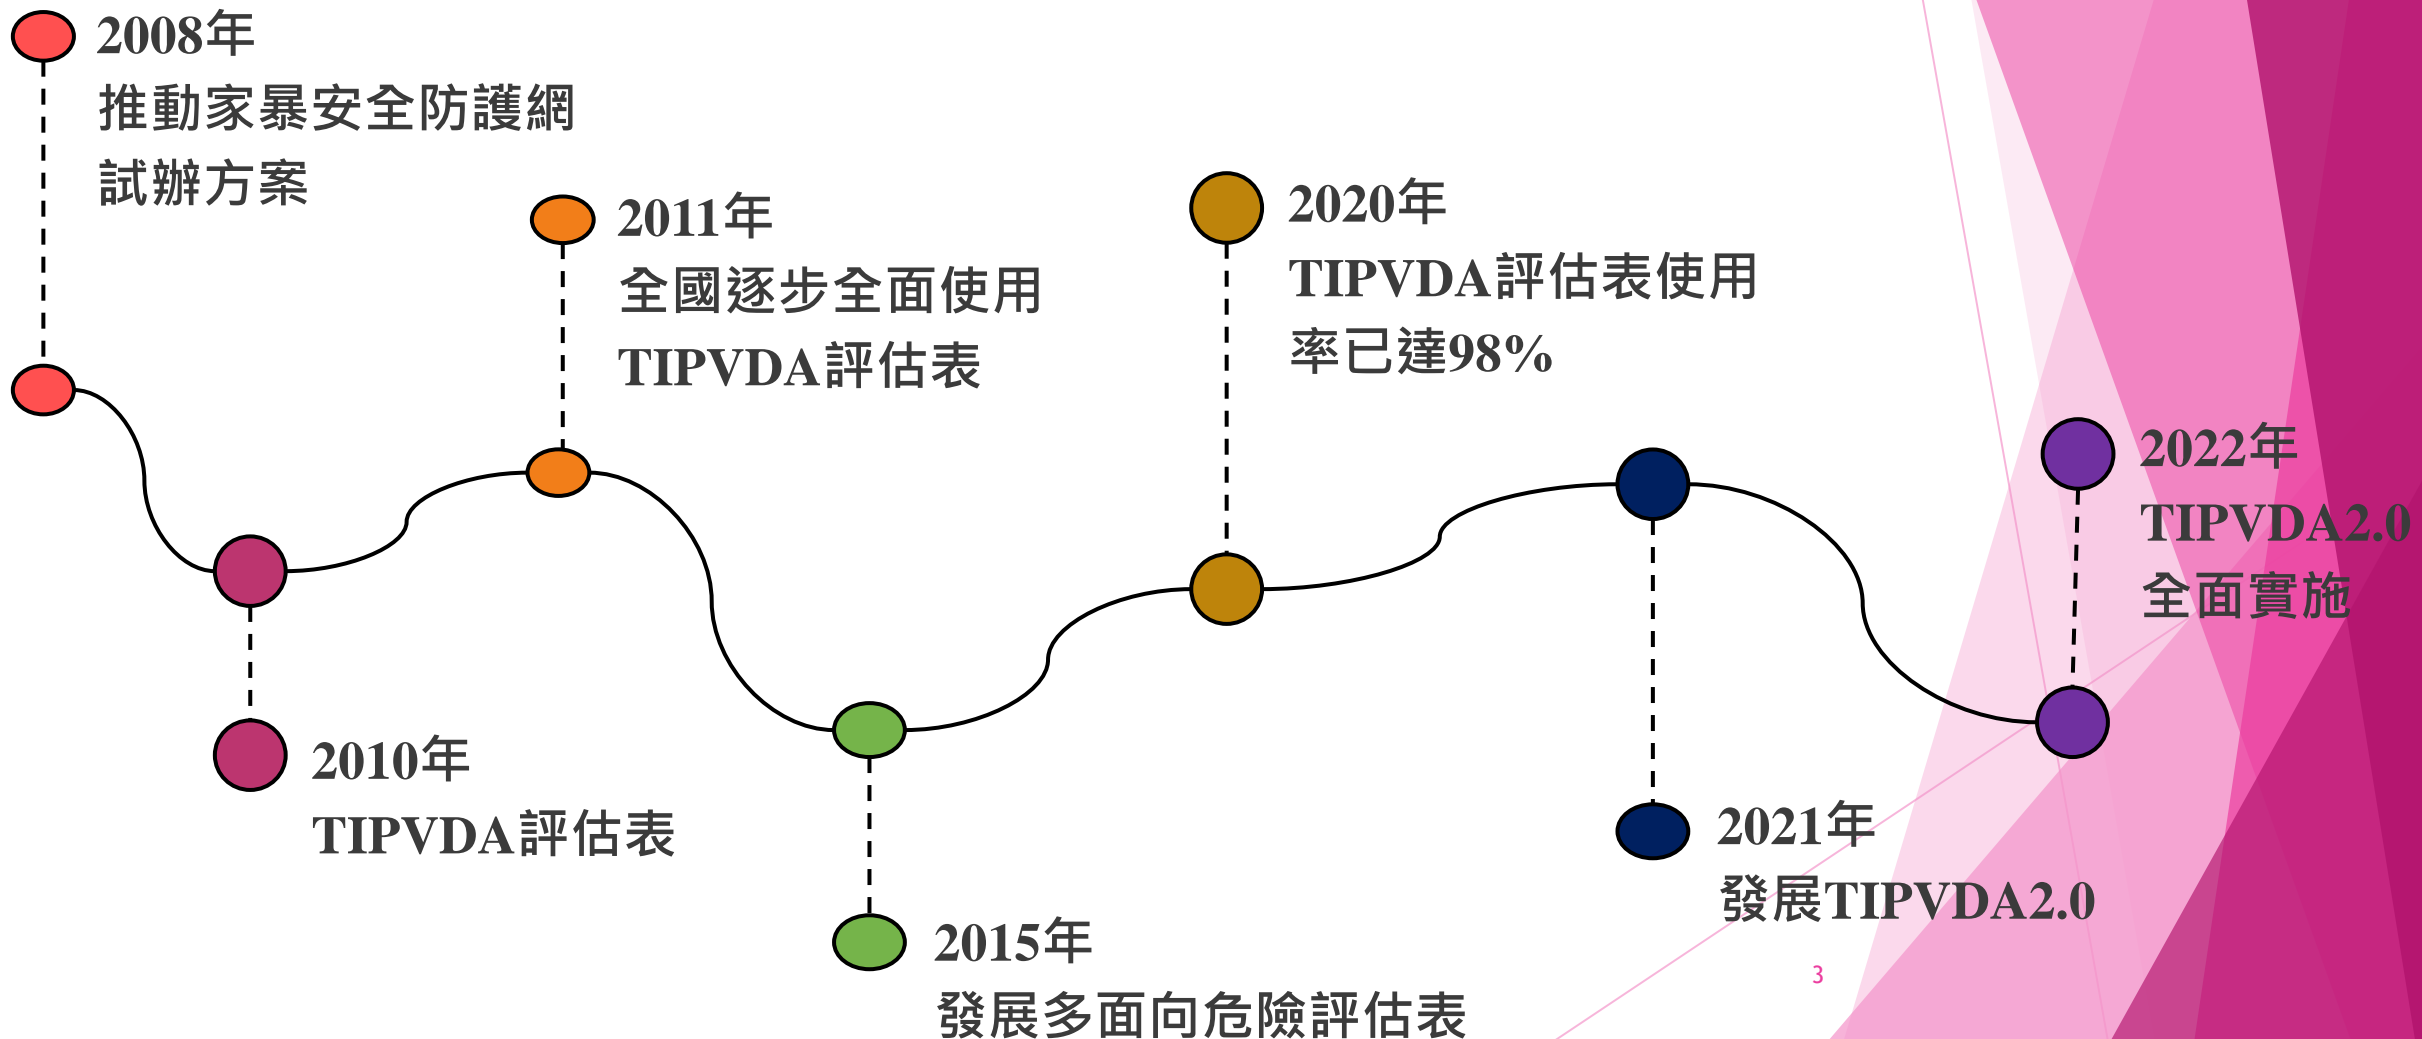 2008年
推動家暴安全防護網
試辦方案
2010年
TIPVDA評估表
2011年
全國逐步全面使用
TIPVDA評估表
2015年
發展多面向危險評估表
2020年
TIPVDA評估表使用
率已達98%
2021年
發展TIPVDA2.0
2022年
TIPVDA2.0
全面實施
3